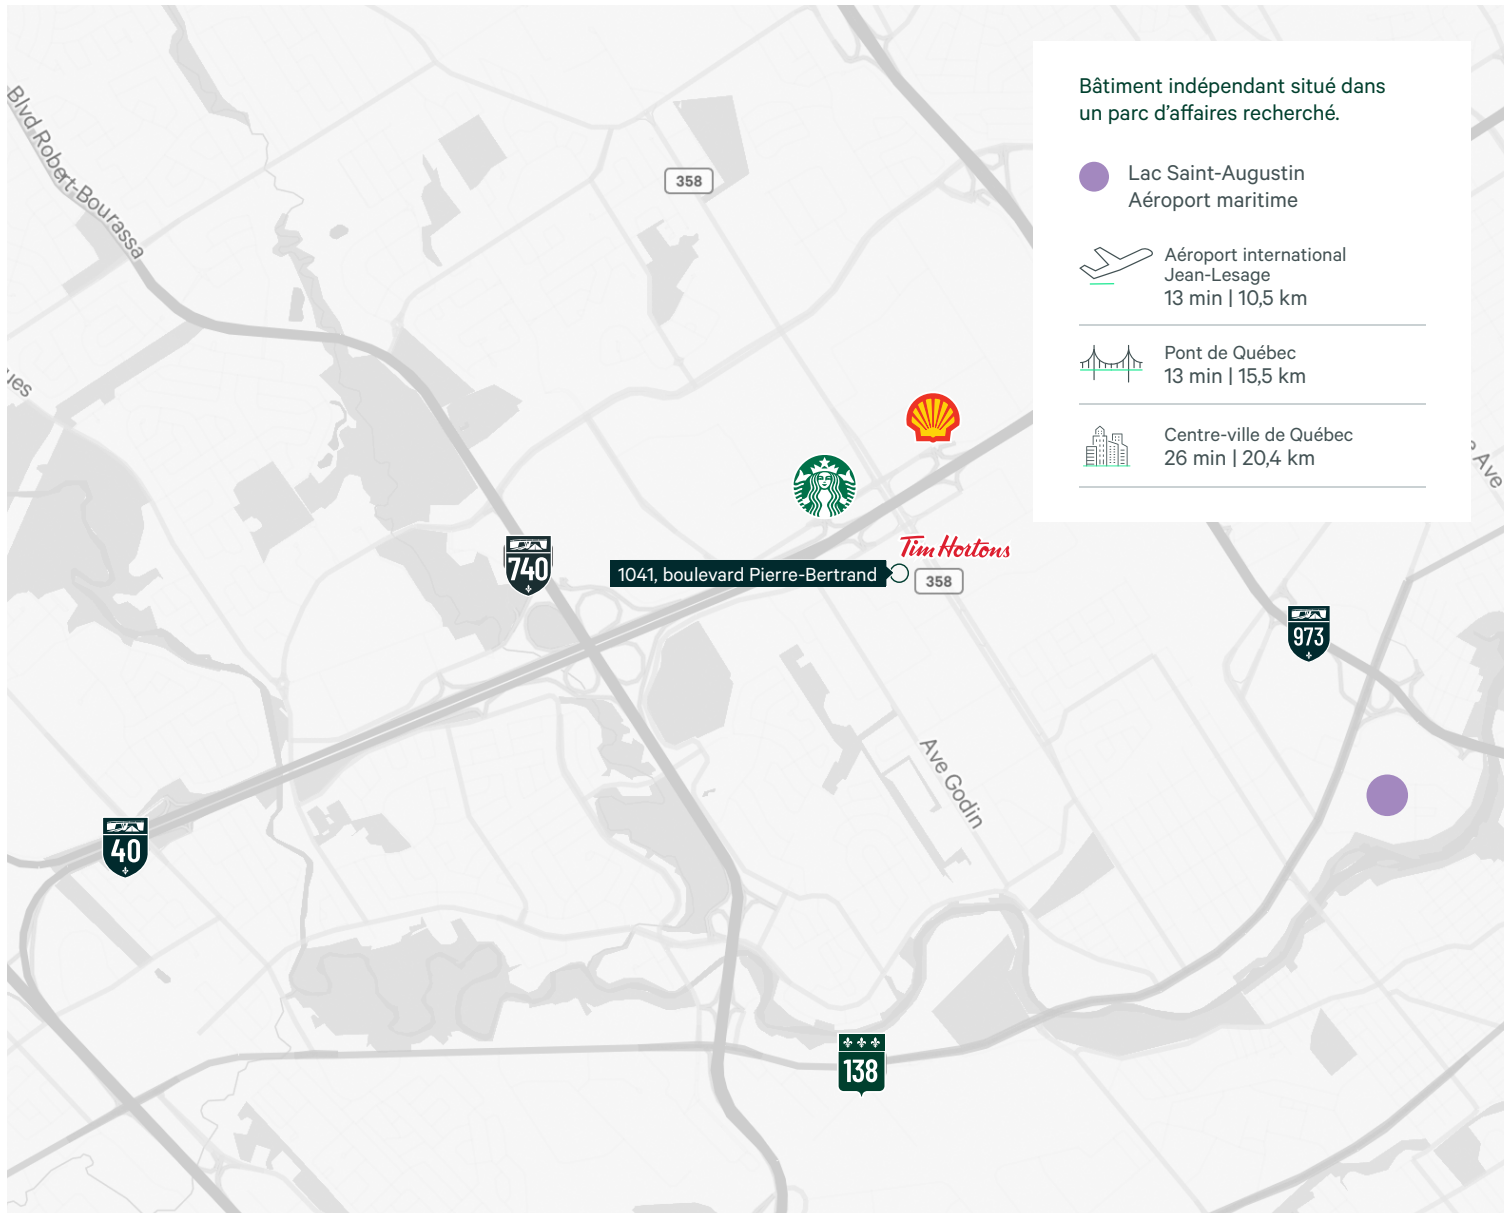 Blvd Robert-Bourassa
358
Bâtiment indépendant situé dans
un parc d’affaires recherché.
Lac Saint-Augustin
Aéroport maritime
Aéroport international
Jean-Lesage
13 min | 10,5 km
Pont de Québec
13 min | 15,5 km
Centre-ville de Québec
26 min | 20,4 km
ues
Ave
Tim Hortons
740
1041, boulevard Pierre-Bertrand
358
973
Ave Godin
40
138